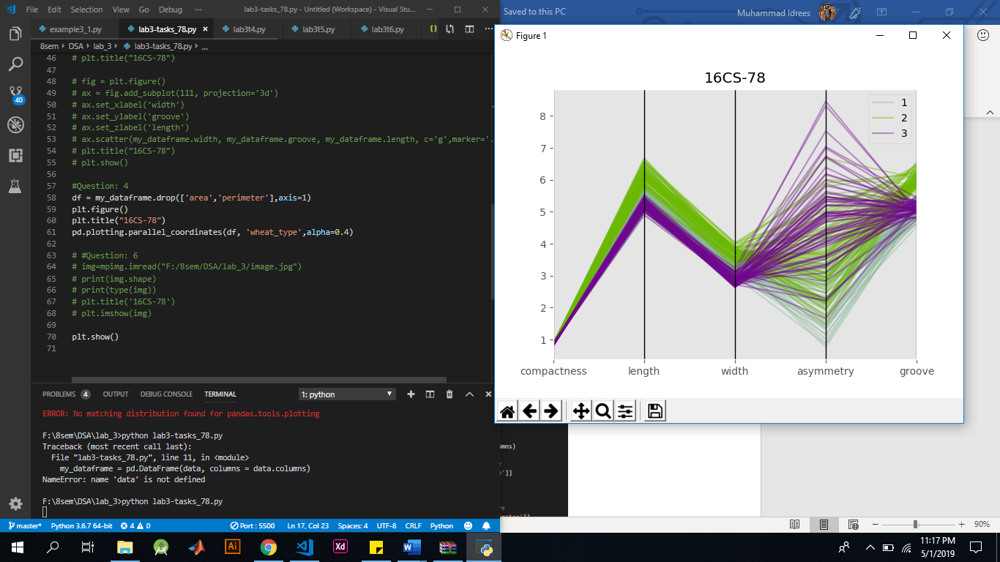 File Edit Selection View Go Debug ··· lab3-tasks_78.py - Untitled (Workspace) - Visual Stu...
Saved to this PC Muhammad Idrees
example3_1.py lab3-tasks_78.py lab3t4.py lab3t5.py lab3t6.py
8sem > DSA > lab_3 > lab3-tasks_78.py > ...
46 # plt.title("16CS-78")
47
48 # fig = plt.figure()
49 # ax = fig.add_subplot(111, projection='3d')
50 # ax.set_xlabel('width')
51 # ax.set_ylabel('groove')
52 # ax.set_zlabel('length')
53 # ax.scatter(my_dataframe.width, my_dataframe.groove, my_dataframe.length, c='g',marker='.
54 # plt.title("16CS-78")
55 # plt.show()
56
57 #Question: 4
58 df = my_dataframe.drop(['area','perimeter'],axis=1)
59 plt.figure()
60 plt.title("16CS-78")
61 pd.plotting.parallel_coordinates(df, 'wheat_type',alpha=0.4)
62
63 # #Question: 6
64 # img=mpimg.imread("F:/8sem/DSA/lab_3/image.jpg")
65 # print(img.shape)
66 # print(type(img))
67 # plt.title('16CS-78')
68 # plt.imshow(img)
69
70 plt.show()
71
40
PROBLEMS 4 OUTPUT DEBUG CONSOLE TERMINAL 1: python
ERROR: No matching distribution found for pandas.tools.plotting
F:\8sem\DSA\lab_3>python lab3-tasks_78.py
Traceback (most recent call last):
File "lab3-tasks_78.py", line 11, in <module>
my_dataframe = pd.DataFrame(data, columns = data.columns)
NameError: name 'data' is not defined
F:\8sem\DSA\lab_3>python lab3-tasks_78.py
master* Python 3.6.7 64-bit 4 0 Port : 5500 Ln 17, Col 23 Spaces: 4 UTF-8 CRLF Python
Figure 1
16CS-78
1
2
3
8
7
6
5
4
3
2
1
compactness length width asymmetry groove
mns)
e']]
90%
Ai Xd
11:17 PM
5/1/2019